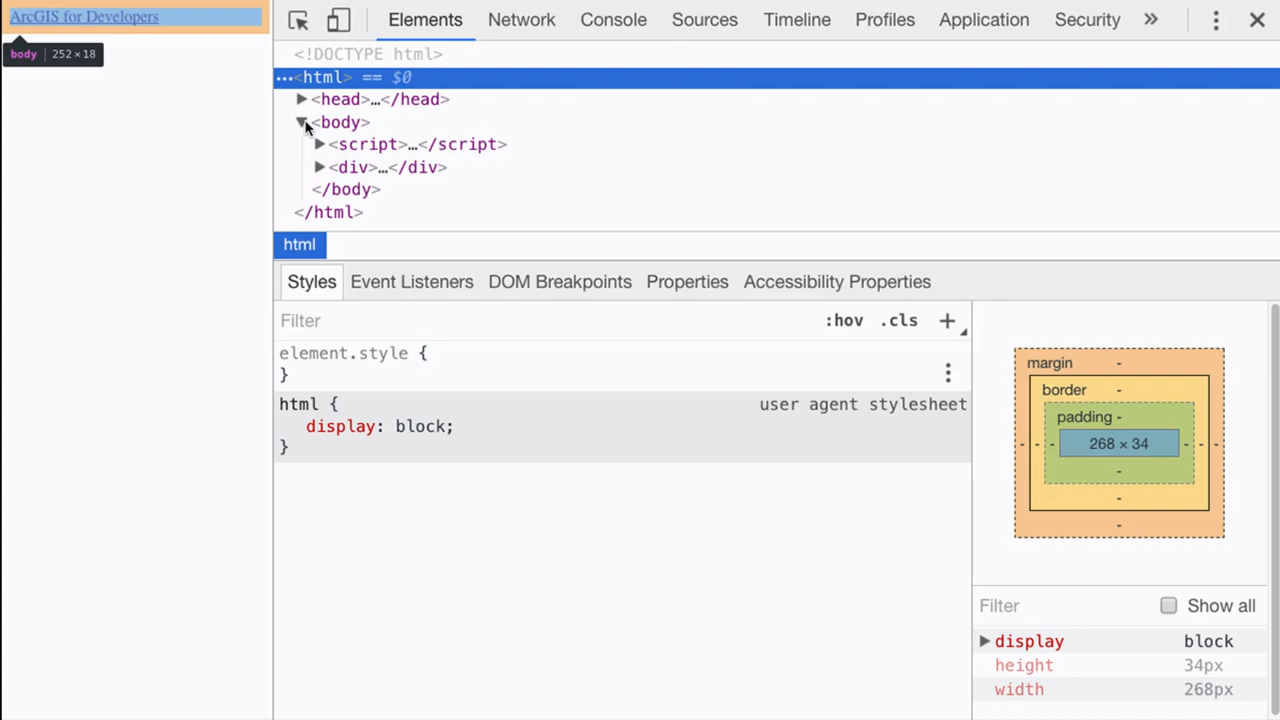 ArcGIS for Developers
body 252 × 18
Elements Network Console Sources Timeline Profiles Application Security »
<!DOCTYPE html>
…<html> == $0
▶<head>…</head>
▼<body>
▶<script>…</script>
▶<div>…</div>
</body>
</html>
html
Styles Event Listeners DOM Breakpoints Properties Accessibility Properties
Filter :hov .cls +
element.style {
}
html { user agent stylesheet
display: block;
}
margin -
border -
padding -
- - - 268 × 34 - - -
-
-
-
Filter Show all
▶ display block
height 34px
width 268px